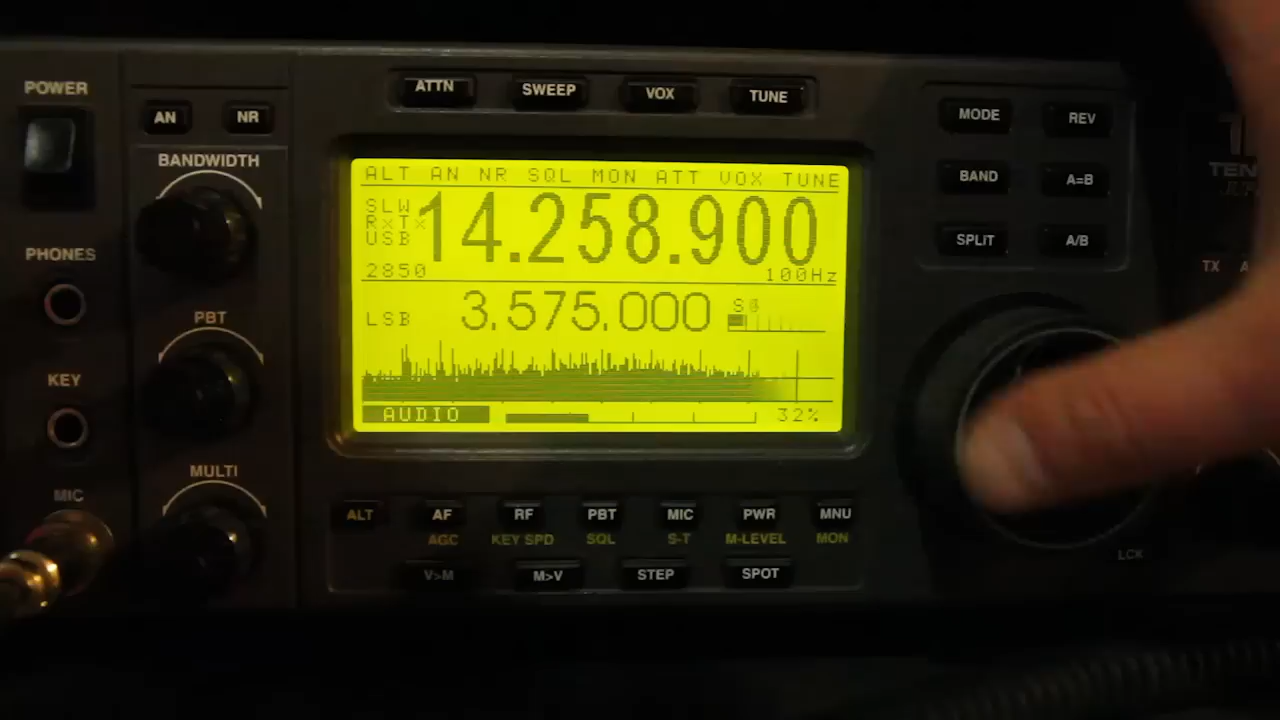 POWER
AN NR
BANDWIDTH
PHONES
PBT
KEY
MULTI
MIC
ATTN SWEEP VOX TUNE
ALT AN NR SQL MON ATT VOX TUNE
SLW
RxTx
USB
14.258.900
2850 100Hz
LSB 3.575.000 S0
AUDIO 32%
ALT AF RF PBT MIC PWR MNU
AGC KEY SPD SQL S-T M-LEVEL MON
V>M M>V STEP SPOT
MODE REV
BAND A=B
SPLIT A/B
LCK
TEN
TX